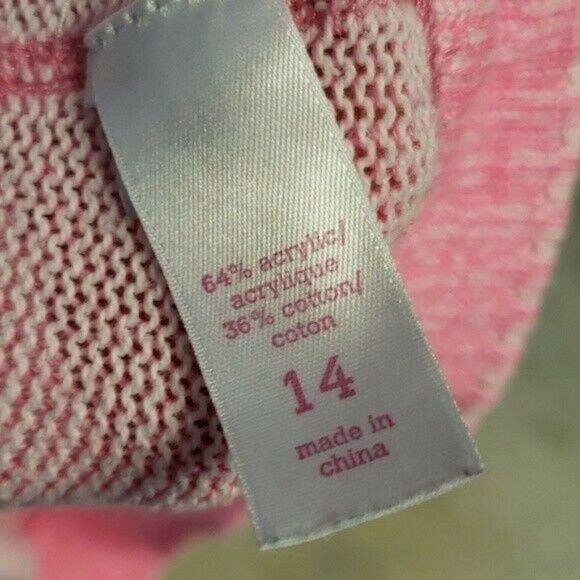 64% acrylic/
acrylique
36% cotton/
coton
14
made in
china